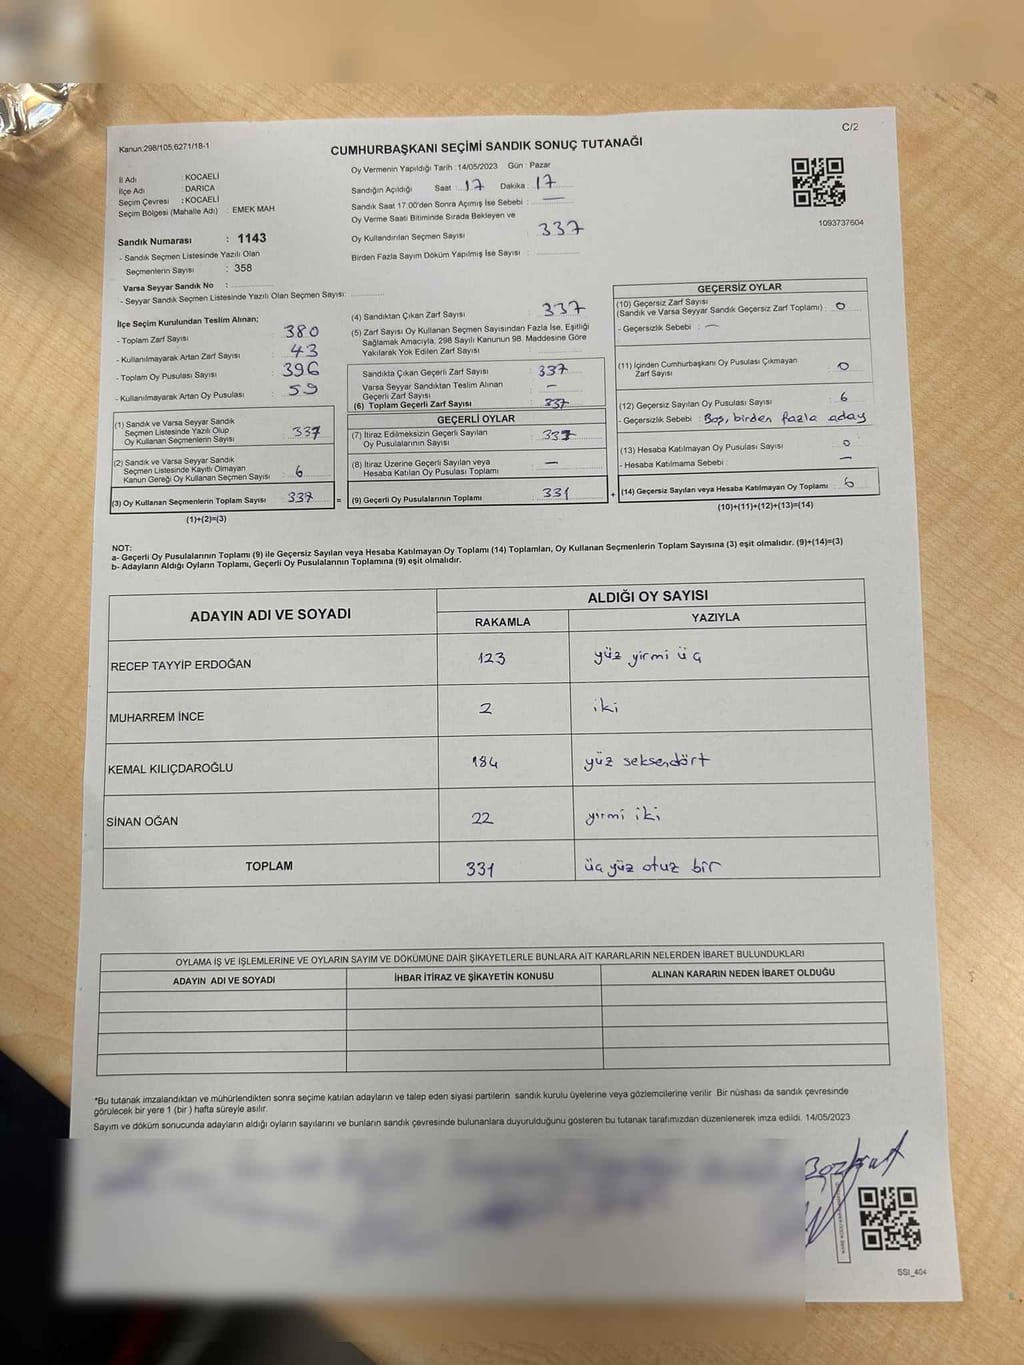 Kanun;298/105,6271/18-1
C/2
CUMHURBAŞKANI SEÇİMİ SANDIK SONUÇ TUTANAĞI
İl Adı : KOCAELİ
İlçe Adı : DARICA
Seçim Çevresi : KOCAELİ
Seçim Bölgesi (Mahalle Adı) : EMEK MAH.
Sandık Numarası : 1143
- Sandık Seçmen Listesinde Yazılı Olan
Seçmenlerin Sayısı : 358
Varsa Seyyar Sandık No :
- Seyyar Sandık Seçmen Listesinde Yazılı Olan Seçmen Sayısı:
Oy Vermenin Yapıldığı Tarih : 14/05/2023 Gün : Pazar
Sandığın Açıldığı Saat : 17 Dakika : 17
Sandık Saat 17.00'den Sonra Açımış İse Sebebi : —
Oy Verme Saati Bitiminde Sırada Bekleyen ve
Oy Kullandırılan Seçmen Sayısı : 337
Birden Fazla Sayım Döküm Yapılmış İse Sayısı :
1093737604
İlçe Seçim Kurulundan Teslim Alınan;
- Toplam Zarf Sayısı : 380
- Kullanılmayarak Artan Zarf Sayısı : 43
- Toplam Oy Pusulası Sayısı : 396
- Kullanılmayarak Artan Oy Pusulası : 59
(1) Sandık ve Varsa Seyyar Sandık
Seçmen Listesinde Yazılı Olup
Oy Kullanan Seçmenlerin Sayısı : 337
(2) Sandık ve Varsa Seyyar Sandık
Seçmen Listesinde Kayıtlı Olmayan
Kanun Gereği Oy Kullanan Seçmen Sayısı : 6
(3) Oy Kullanan Seçmenlerin Toplam Sayısı : 337 =
(1)+(2)=(3)
(4) Sandıktan Çıkan Zarf Sayısı : 337
(5) Zarf Sayısı Oy Kullanan Seçmen Sayısından Fazla İse, Eşitliği
Sağlamak Amacıyla, 298 Sayılı Kanunun 98. Maddesine Göre
Yakılarak Yok Edilen Zarf Sayısı :
Sandıkta Çıkan Geçerli Zarf Sayısı : 337
Varsa Seyyar Sandıktan Teslim Alınan
Geçerli Zarf Sayısı : —
(6) Toplam Geçerli Zarf Sayısı : 337
GEÇERLİ OYLAR
(7) İtiraz Edilmeksizin Geçerli Sayılan
Oy Pusulalarının Sayısı : 337
(8) İtiraz Üzerine Geçerli Sayılan veya
Hesaba Katılan Oy Pusulası Toplamı : —
(9) Geçerli Oy Pusulalarının Toplamı : 331 +
GEÇERSİZ OYLAR
(10) Geçersiz Zarf Sayısı
(Sandık ve Varsa Seyyar Sandık Geçersiz Zarf Toplamı) : 0
- Geçersizlik Sebebi : —
(11) İçinden Cumhurbaşkanı Oy Pusulası Çıkmayan
Zarf Sayısı : 0
(12) Geçersiz Sayılan Oy Pusulası Sayısı : 6
- Geçersizlik Sebebi : Boş, birden fazla aday
(13) Hesaba Katılmayan Oy Pusulası Sayısı : 0
- Hesaba Katılmama Sebebi : —
(14) Geçersiz Sayılan veya Hesaba Katılmayan Oy Toplamı : 6
(10)+(11)+(12)+(13)=(14)
NOT:
a- Geçerli Oy Pusulalarının Toplamı (9) ile Geçersiz Sayılan veya Hesaba Katılmayan Oy Toplamı (14) Toplamları, Oy Kullanan Seçmenlerin Toplam Sayısına (3) eşit olmalıdır. (9)+(14)=(3)
b- Adayların Aldığı Oyların Toplamı, Geçerli Oy Pusulalarının Toplamına (9) eşit olmalıdır.
ADAYIN ADI VE SOYADI ALDIĞI OY SAYISI
RAKAMLA YAZIYLA
RECEP TAYYİP ERDOĞAN 123 yüz yirmi üç
MUHARREM İNCE 2 iki
KEMAL KILIÇDAROĞLU 184 yüz seksendört
SİNAN OĞAN 22 yirmi iki
TOPLAM 331 üç yüz otuz bir
OYLAMA İŞ VE İŞLEMLERİNE VE OYLARIN SAYIM VE DÖKÜMÜNE DAİR ŞİKAYETLERLE BUNLARA AİT KARARLARIN NELERDEN İBARET BULUNDUKLARI
ADAYIN ADI VE SOYADI İHBAR İTİRAZ VE ŞİKAYETİN KONUSU ALINAN KARARIN NEDEN İBARET OLDUĞU
*Bu tutanak imzalandıktan ve mühürlendikten sonra seçime katılan adayların ve talep eden siyasi partilerin sandık kurulu üyelerine veya gözlemcilerine verilir. Bir nüshası da sandık çevresinde
görülecek bir yere 1 (bir ) hafta süreyle asılır.
Sayım ve döküm sonucunda adayların aldığı oyların sayılarını ve bunların sandık çevresinde bulunanlara duyurulduğunu gösteren bu tutanak tarafımızdan düzenlenerek imza edildi. 14/05/2023
Bozkurt
SSI_404